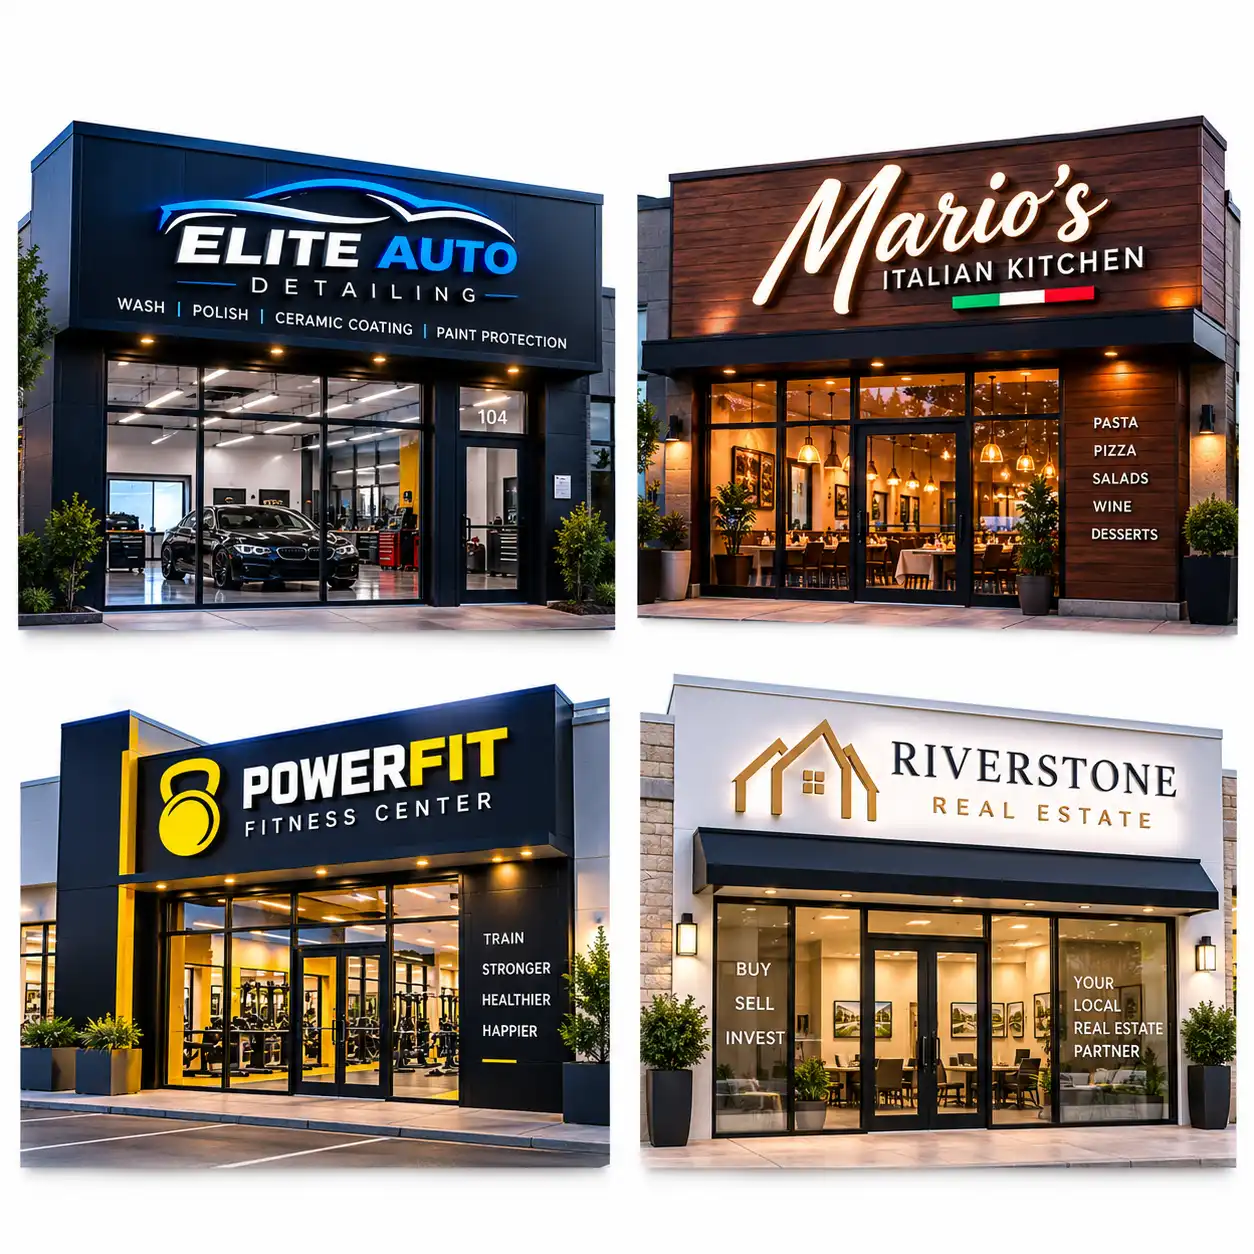 ELITE AUTO
DETAILING
WASH | POLISH | CERAMIC COATING | PAINT PROTECTION
104
Mario's
ITALIAN KITCHEN
PASTA
PIZZA
SALADS
WINE
DESSERTS
POWERFIT
FITNESS CENTER
TRAIN
STRONGER
HEALTHIER
HAPPIER
RIVERSTONE
REAL ESTATE
BUY
SELL
INVEST
YOUR
LOCAL
REAL ESTATE
PARTNER